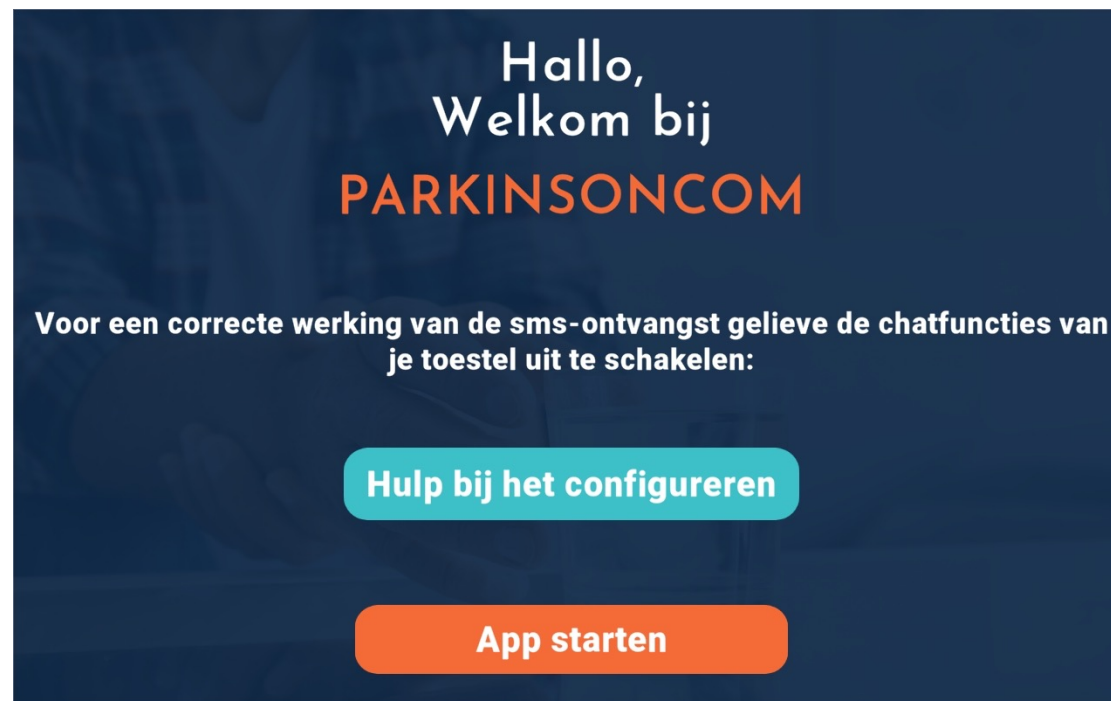 Hallo,
Welkom bij
PARKINSONCOM
Voor een correcte werking van de sms-ontvangst gelieve de chatfuncties van
je toestel uit te schakelen:
Hulp bij het configureren
App starten